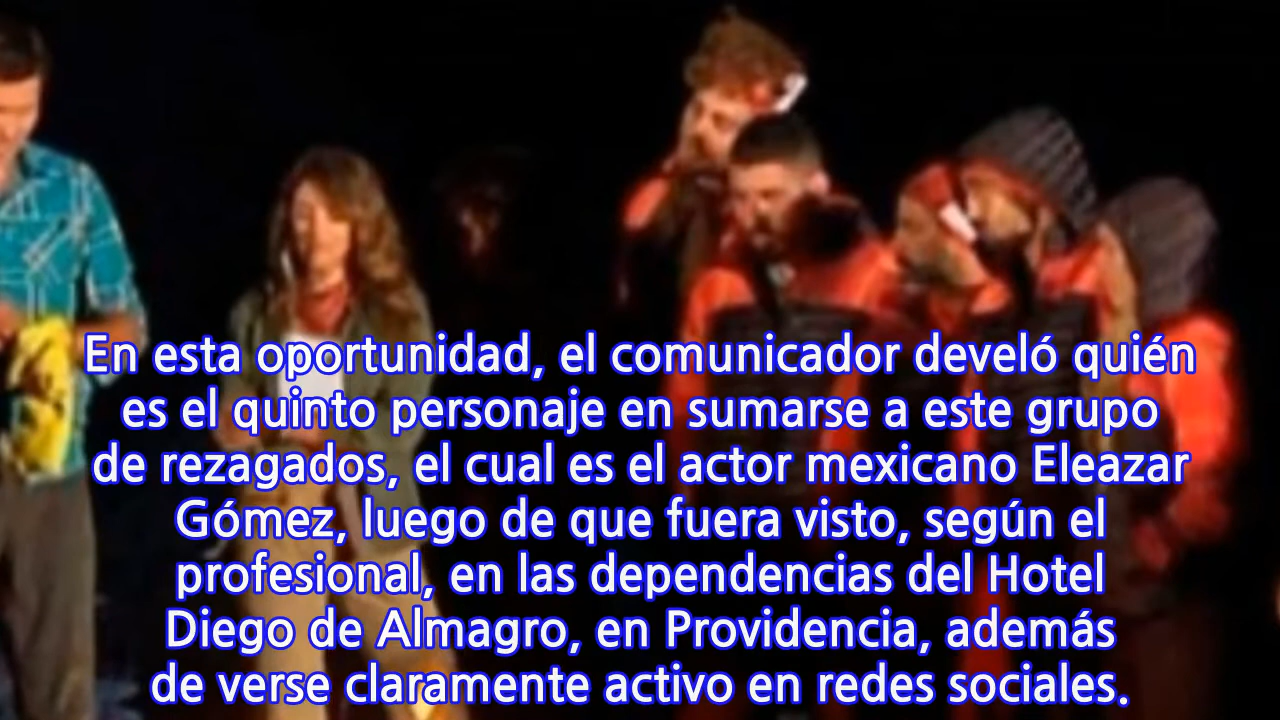 En esta oportunidad, el comunicador develó quién
es el quinto personaje en sumarse a este grupo
de rezagados, el cual es el actor mexicano Eleazar
Gómez, luego de que fuera visto, según el
profesional, en las dependencias del Hotel
Diego de Almagro, en Providencia, además
de verse claramente activo en redes sociales.